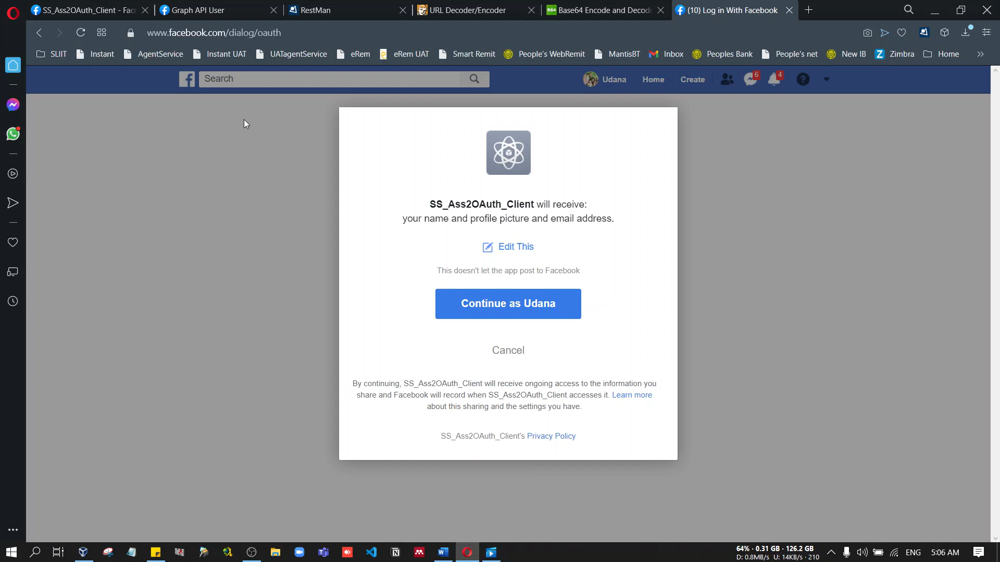 SS_Ass2OAuth_Client - Fac
Graph API User
RestMan
URL Decoder/Encoder
B64
Base64 Encode and Decode
(10) Log in With Facebook
www.facebook.com/dialog/oauth
SLIIT
Instant
AgentService
Instant UAT
UATagentService
eRem
eRem UAT
Smart Remit
People's WebRemit
MantisBT
Inbox
Peoples Bank
People's net
New IB
Zimbra
Home
Search
Udana
Home
Create
6
4
SS_Ass2OAuth_Client will receive:
your name and profile picture and email address.
Edit This
This doesn't let the app post to Facebook
Continue as Udana
Cancel
By continuing, SS_Ass2OAuth_Client will receive ongoing access to the information you
share and Facebook will record when SS_Ass2OAuth_Client accesses it. Learn more
about this sharing and the settings you have.
SS_Ass2OAuth_Client's Privacy Policy
64% · 0.31 GB · 126.2 GB
D: 0.8MB/s U: 14KB/s · 210
ENG
5:06 AM